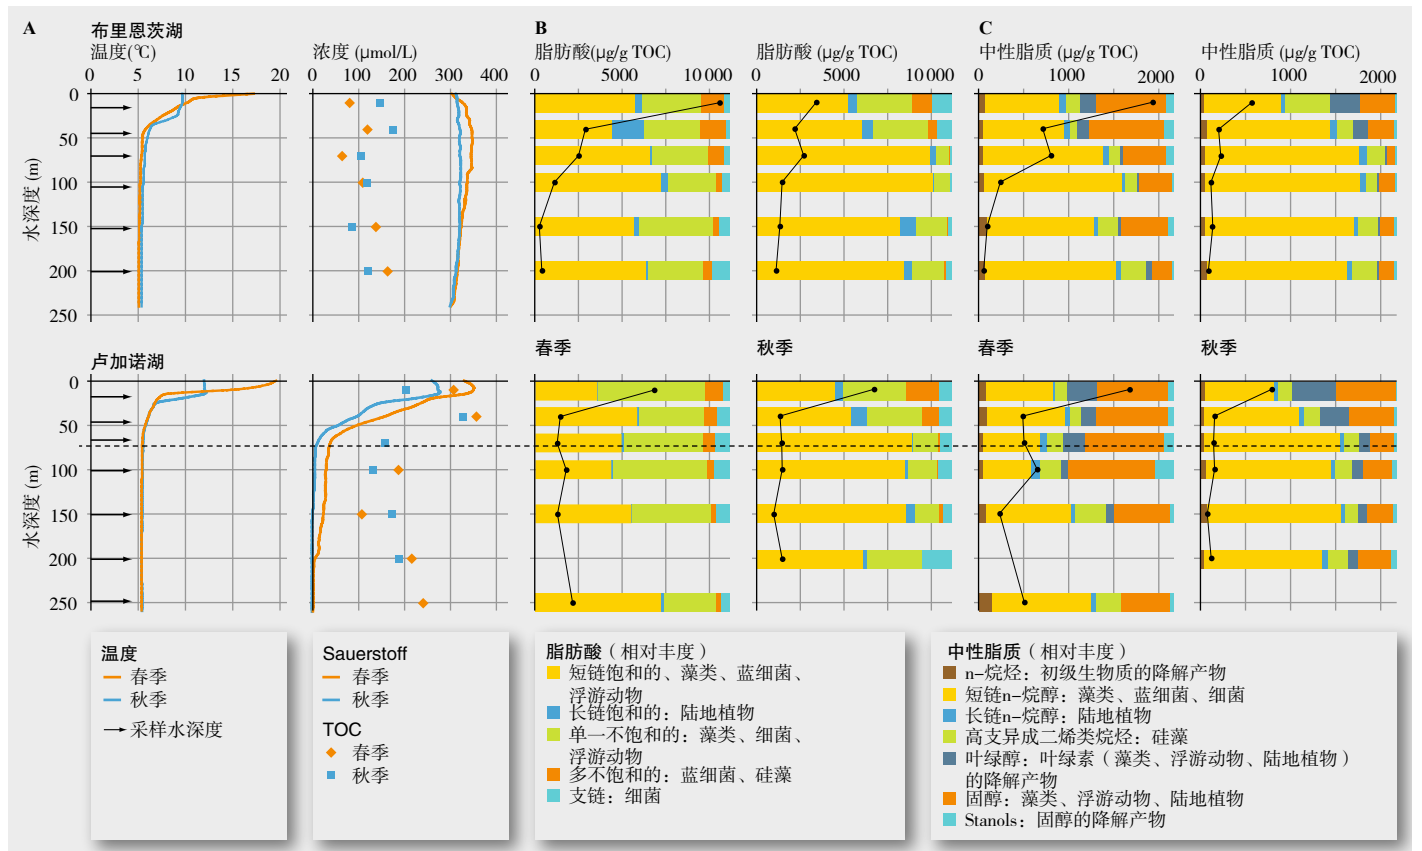 A
布里恩茨湖
温度(℃)
浓度 (µmol/L)
B
脂肪酸(µg/g TOC)
脂肪酸 (µg/g TOC)
C
中性脂质 (µg/g TOC)
中性脂质 (µg/g TOC)
0 5 10 15 20
0 100 200 300 400
0 5000 10 000
0 5000 10 000
0 1000 2000
0 1000 2000
水深度 (m)
0
50
100
150
200
250
卢加诺湖
春季
秋季
春季
秋季
水深度 (m)
0
50
100
150
200
250
温度
春季
秋季
采样水深度
Sauerstoff
春季
秋季
TOC
春季
秋季
脂肪酸（相对丰度）
短链饱和的、藻类、蓝细菌、
浮游动物
长链饱和的：陆地植物
单一不饱和的：藻类、细菌、
浮游动物
多不饱和的：蓝细菌、硅藻
支链：细菌
中性脂质（相对丰度）
n-烷烃：初级生物质的降解产物
短链n-烷醇：藻类、蓝细菌、细菌
长链n-烷醇：陆地植物
高支异成二烯类烷烃：硅藻
叶绿醇：叶绿素（藻类、浮游动物、陆地植物）
的降解产物
固醇：藻类、浮游动物、陆地植物
Stanols：固醇的降解产物